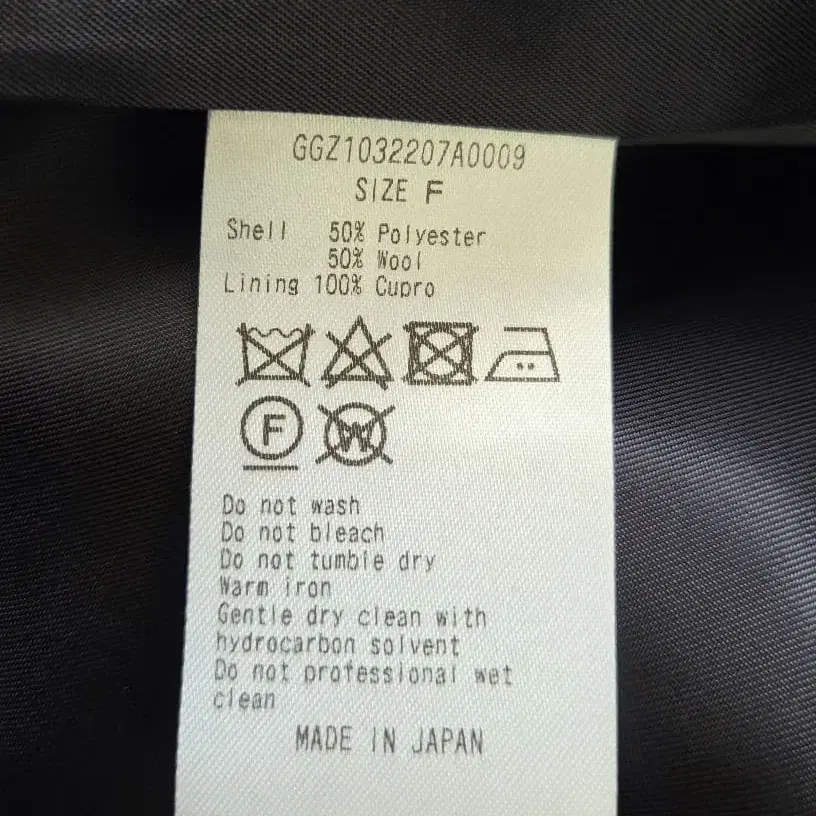 GGZ1032207A0009
SIZE F
Shell 50% Polyester
50% Wool
Lining 100% Cupro
F W
Do not wash
Do not bleach
Do not tumble dry
Warm iron
Gentle dry clean with
hydrocarbon solvent
Do not professional wet
clean
MADE IN JAPAN